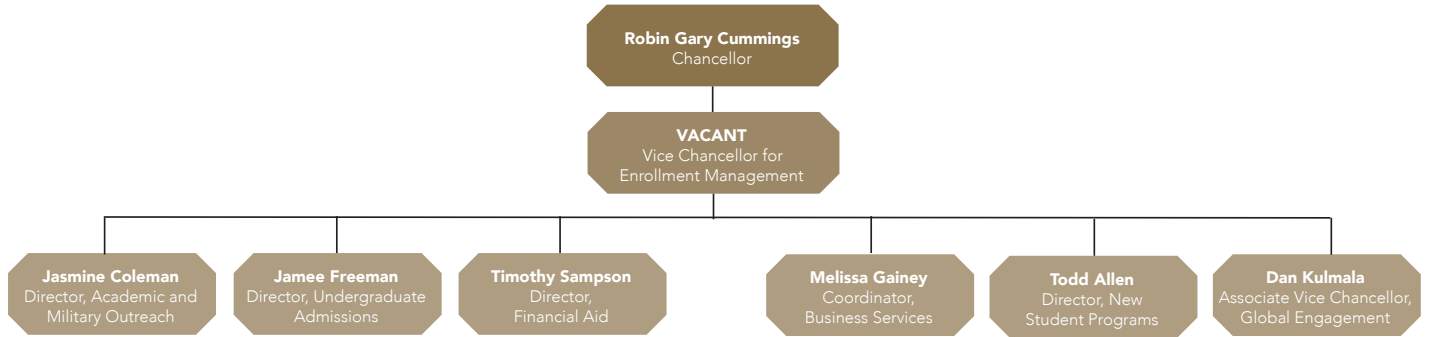 Robin Gary Cummings
Chancellor
VACANT
Vice Chancellor for
Enrollment Management
Jasmine Coleman
Director, Academic and
Military Outreach
Jamee Freeman
Director, Undergraduate
Admissions
Timothy Sampson
Director,
Financial Aid
Melissa Gainey
Coordinator,
Business Services
Todd Allen
Director, New
Student Programs
Dan Kulmala
Associate Vice Chancellor,
Global Engagement